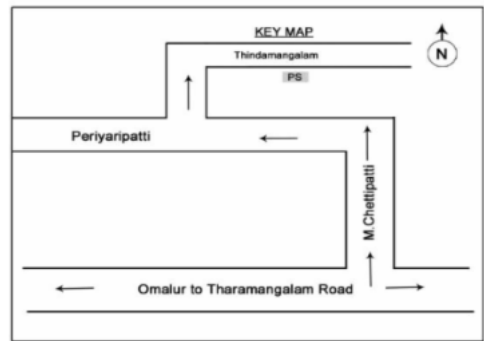 KEY MAP
Thindamangalam
N
PS
Periyaripatti
M.Chettipatti
Omalur to Tharamangalam Road